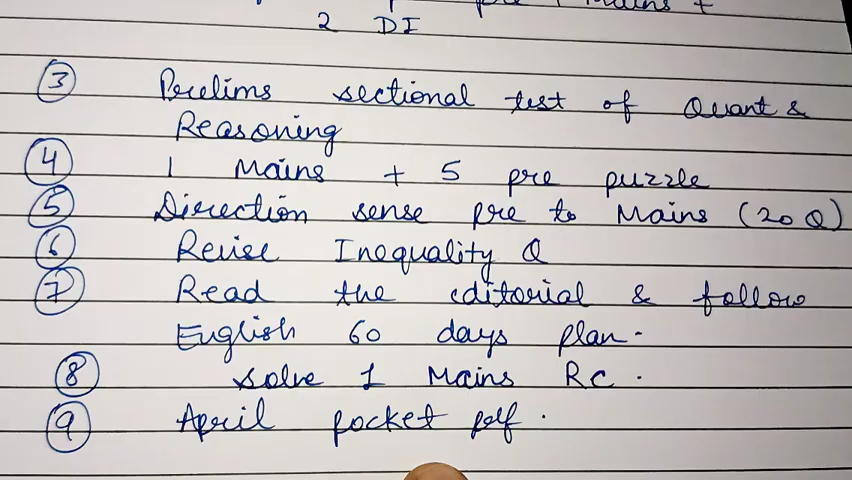 pre + Mains +
2 DI
③ Prelims sectional test of Quant &
Reasoning
④ 1 Mains + 5 pre puzzle
⑤ Direction sense pre to Mains (20 Q)
⑥ Revise Inequality Q
⑦ Read the editorial & follow
English 60 days plan.
⑧ Solve 1 Mains RC.
⑨ April pocket pdf.